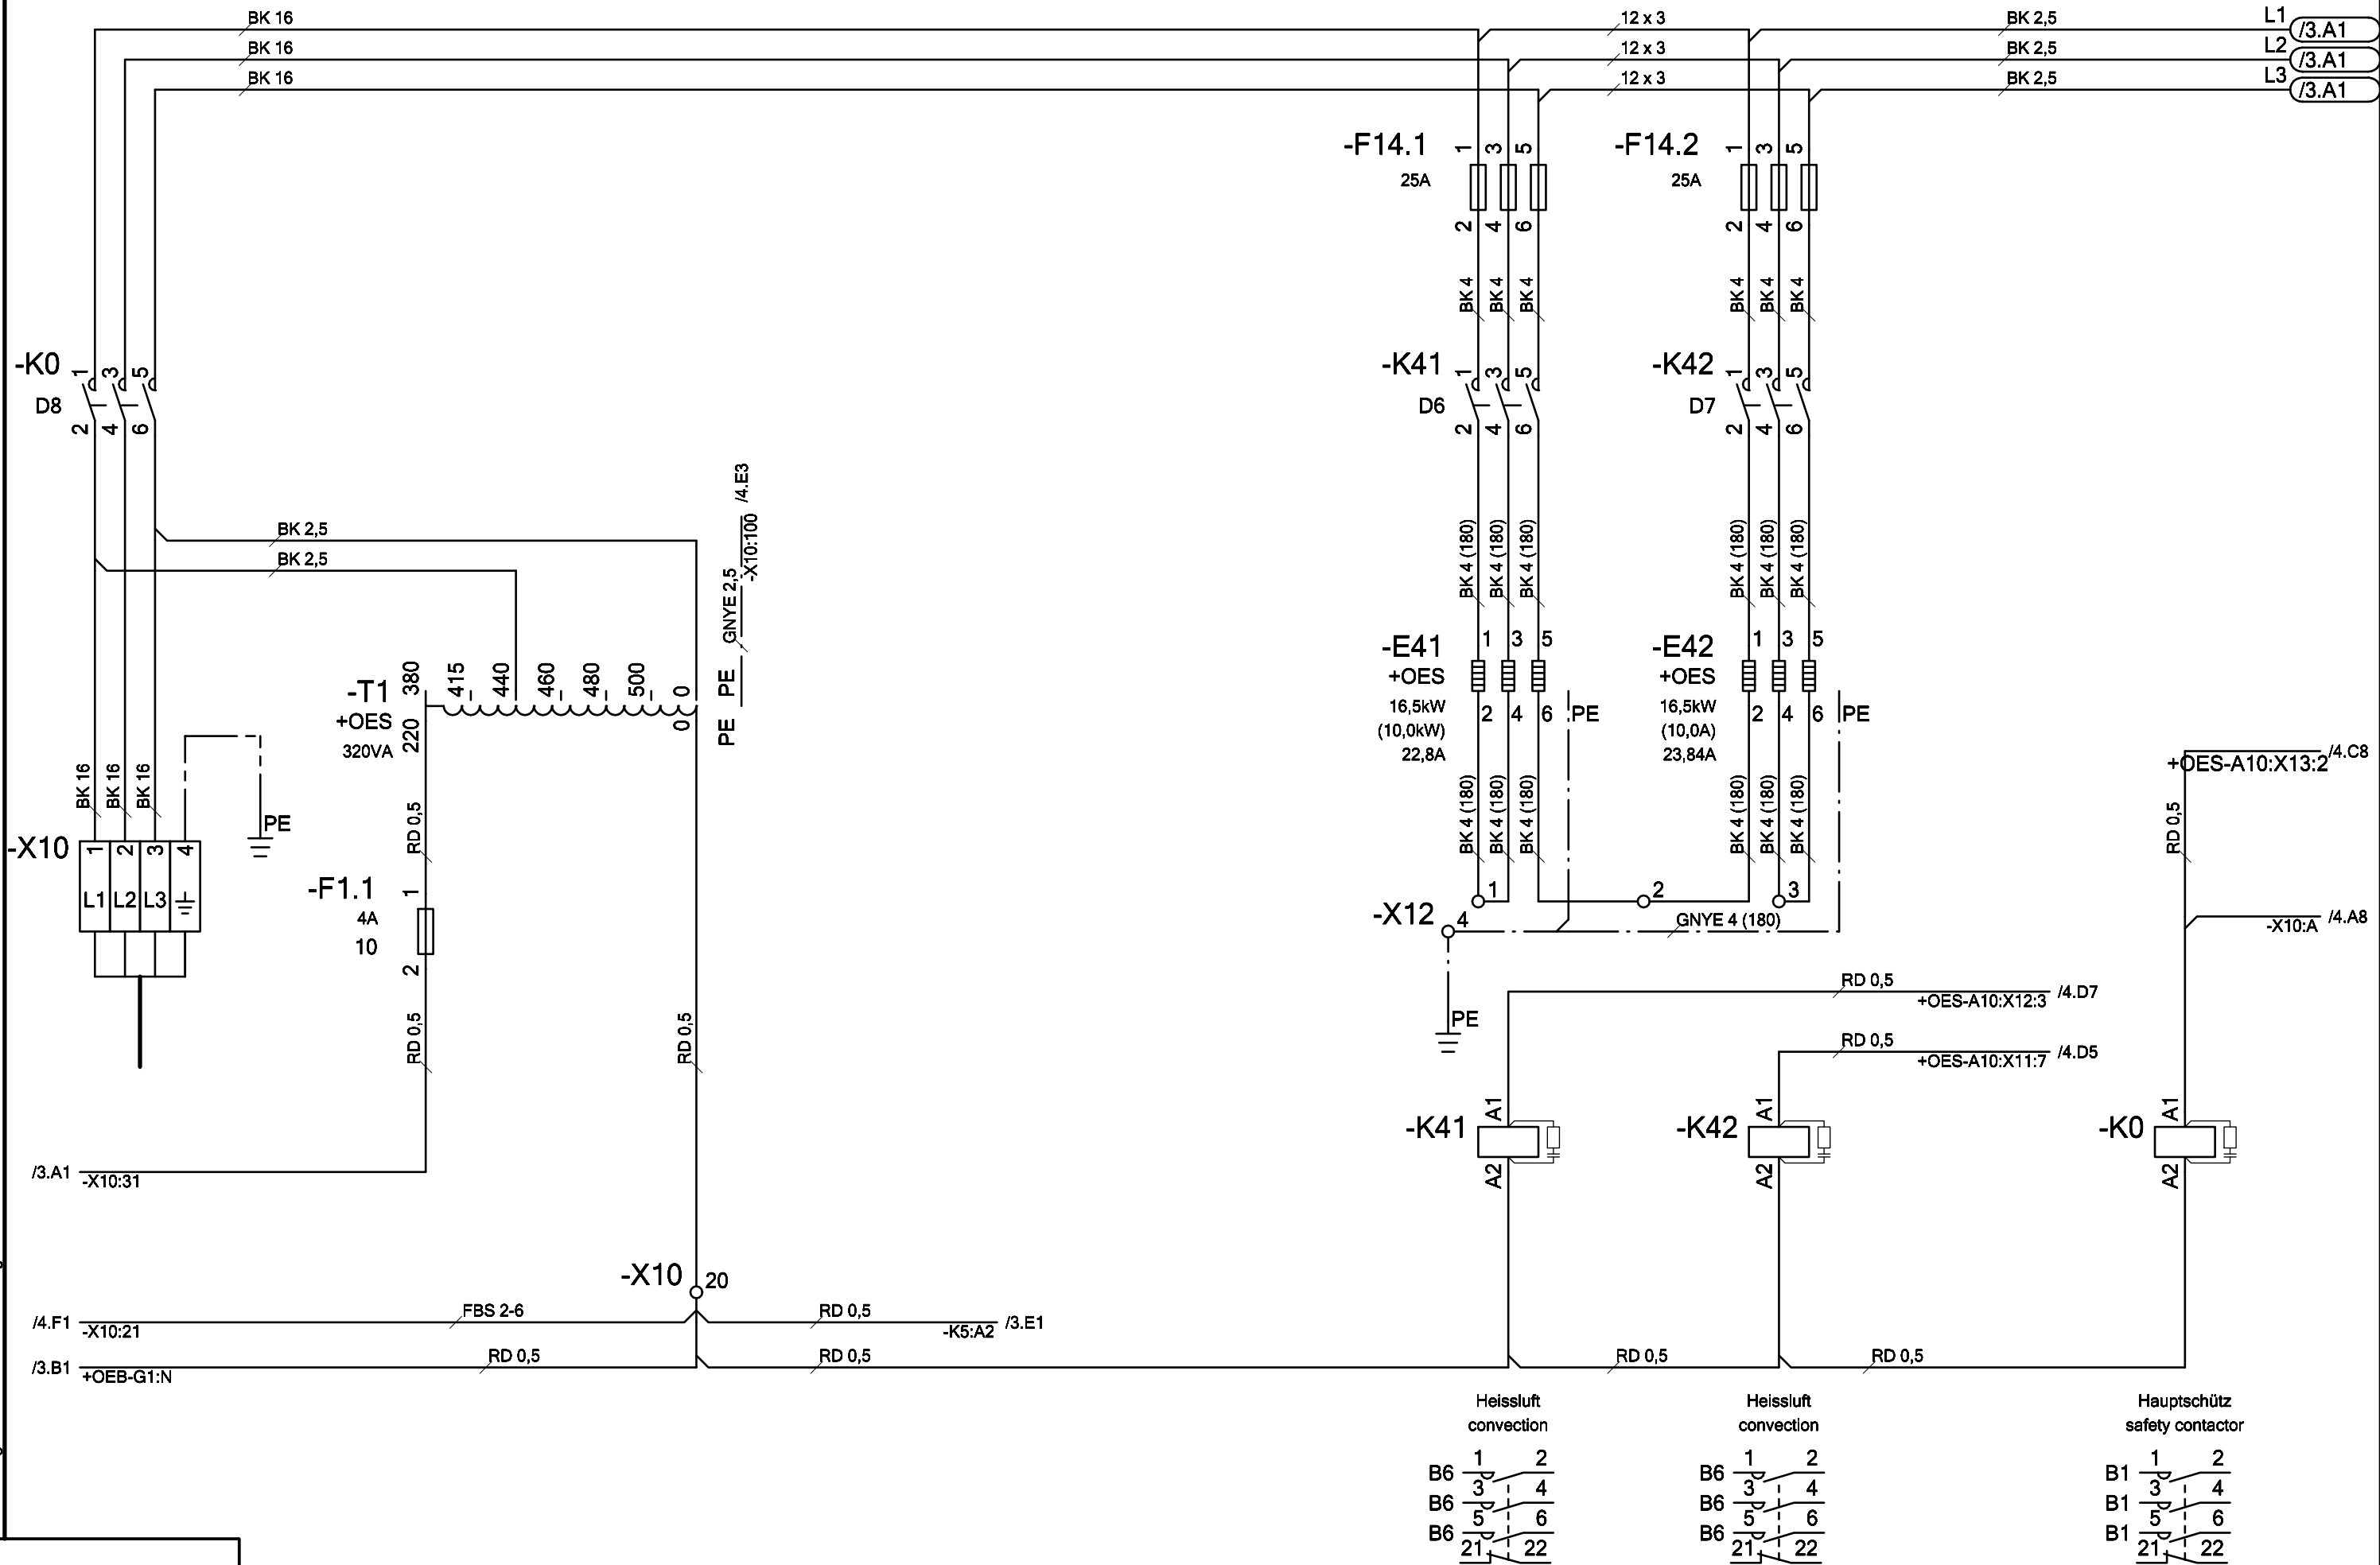 BK 16
12 x 3
BK 2,5
L1
/3.A1
BK 16
12 x 3
BK 2,5
L2
/3.A1
BK 16
12 x 3
BK 2,5
L3
/3.A1
-F14.1
25A
1 3 5
2 4 6
-F14.2
25A
1 3 5
2 4 6
BK 4
BK 4
BK 4
BK 4
BK 4
BK 4
-K0
D8
1 3 5
2 4 6
-K41
D6
1 3 5
2 4 6
-K42
D7
1 3 5
2 4 6
BK 2,5
BK 2,5
/4.E3
-X10:100
GNYE 2,5
PE
PE
BK 4 (180)
BK 4 (180)
BK 4 (180)
BK 4 (180)
BK 4 (180)
BK 4 (180)
-T1
+OES
320VA
380 415 440 460 480 500 0
220 0
-E41
+OES
16,5kW
(10,0kW)
22,8A
1 3 5
2 4 6 PE
-E42
+OES
16,5kW
(10,0A)
23,84A
1 3 5
2 4 6 PE
BK 16
BK 16
BK 16
PE
-X10
1 2 3 4
L1 L2 L3
RD 0,5
-F1.1
4A
10
1
2
RD 0,5
RD 0,5
BK 4 (180)
BK 4 (180)
BK 4 (180)
BK 4 (180)
BK 4 (180)
BK 4 (180)
1
2
3
-X12
4
GNYE 4 (180)
PE
/4.C8
+OES-A10:X13:2
RD 0,5
/4.A8
-X10:A
RD 0,5
+OES-A10:X12:3
/4.D7
RD 0,5
+OES-A10:X11:7
/4.D5
-K41
A1
A2
-K42
A1
A2
-K0
A1
A2
/3.A1
-X10:31
-X10
20
/4.F1
-X10:21
FBS 2-6
RD 0,5
-K5:A2
/3.E1
/3.B1
+OEB-G1:N
RD 0,5
RD 0,5
RD 0,5
RD 0,5
Heissluft
convection
Heissluft
convection
Hauptschütz
safety contactor
B6 1 2
B6 3 4
B6 5 6
21 22
B6 1 2
B6 3 4
B6 5 6
21 22
B1 1 2
B1 3 4
B1 5 6
21 22